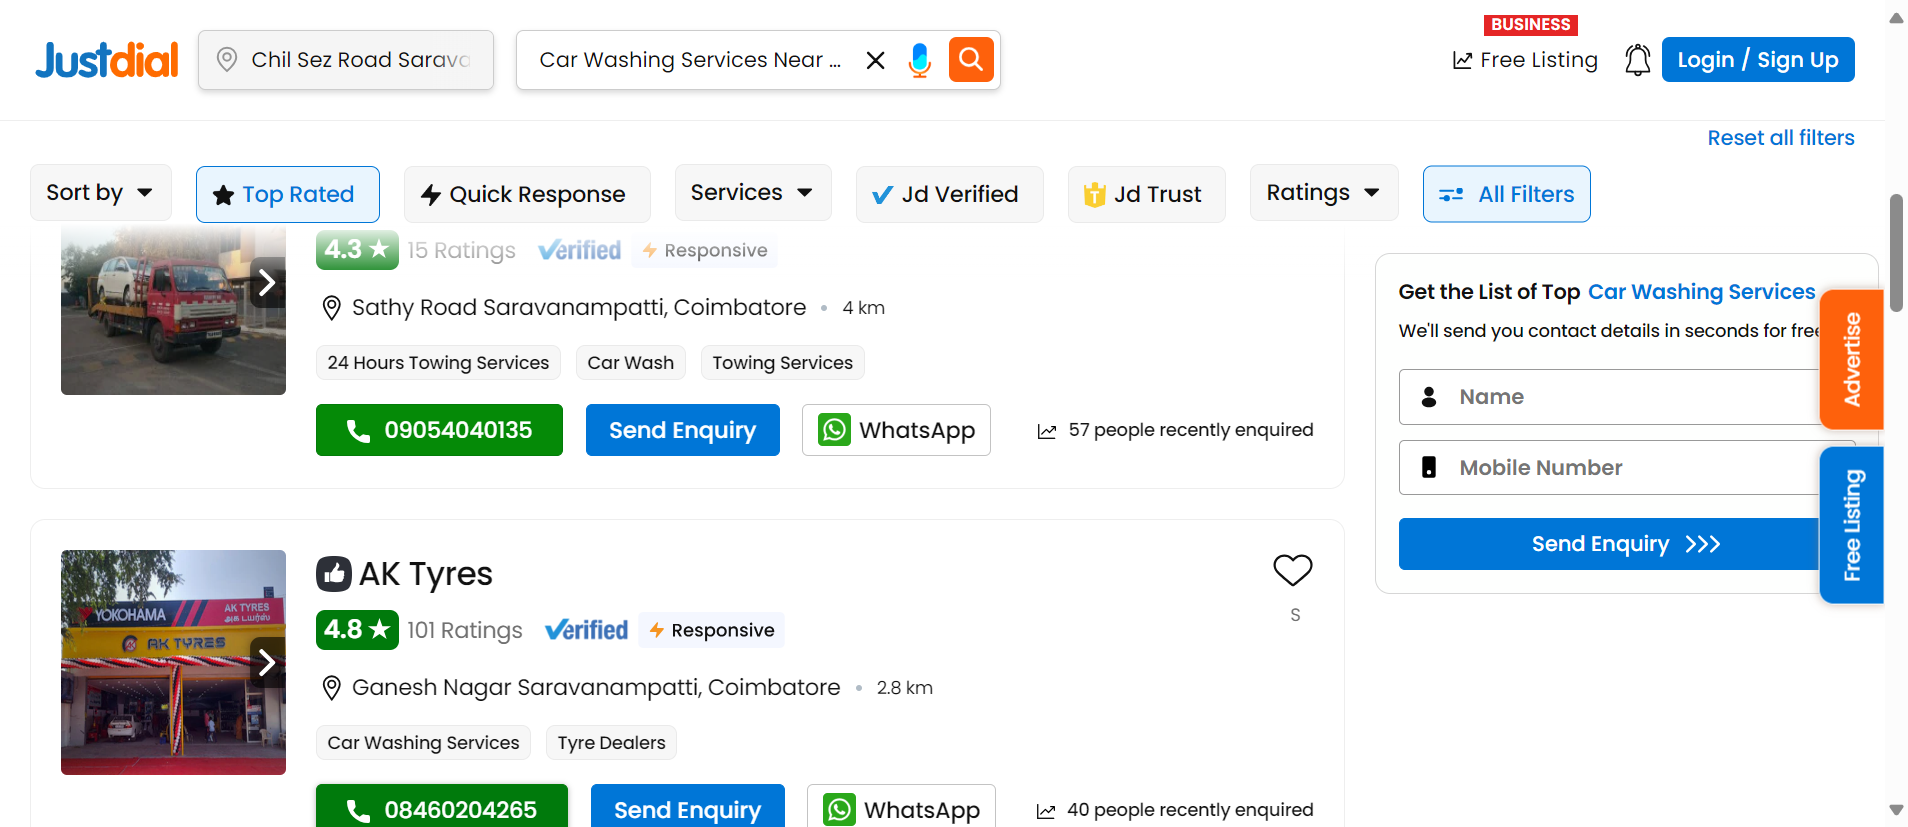 BUSINESS
Justdial
Chil Sez Road Sarava
Car Washing Services Near ...
Free Listing
Login / Sign Up
Reset all filters
Sort by
Top Rated
Quick Response
Services
Jd Verified
Jd Trust
Ratings
All Filters
4.3 ★ 15 Ratings Verified Responsive
Sathy Road Saravanampatti, Coimbatore • 4 km
24 Hours Towing Services
Car Wash
Towing Services
09054040135
Send Enquiry
WhatsApp
57 people recently enquired
AK Tyres
4.8 ★ 101 Ratings Verified Responsive
S
Ganesh Nagar Saravanampatti, Coimbatore • 2.8 km
Car Washing Services
Tyre Dealers
08460204265
Send Enquiry
WhatsApp
40 people recently enquired
YOKOHAMA
AK TYRES
அக டயர்ஸ்
AK TYRES
Get the List of Top Car Washing Services
We'll send you contact details in seconds for free
Name
Mobile Number
Send Enquiry
Advertise
Free Listing